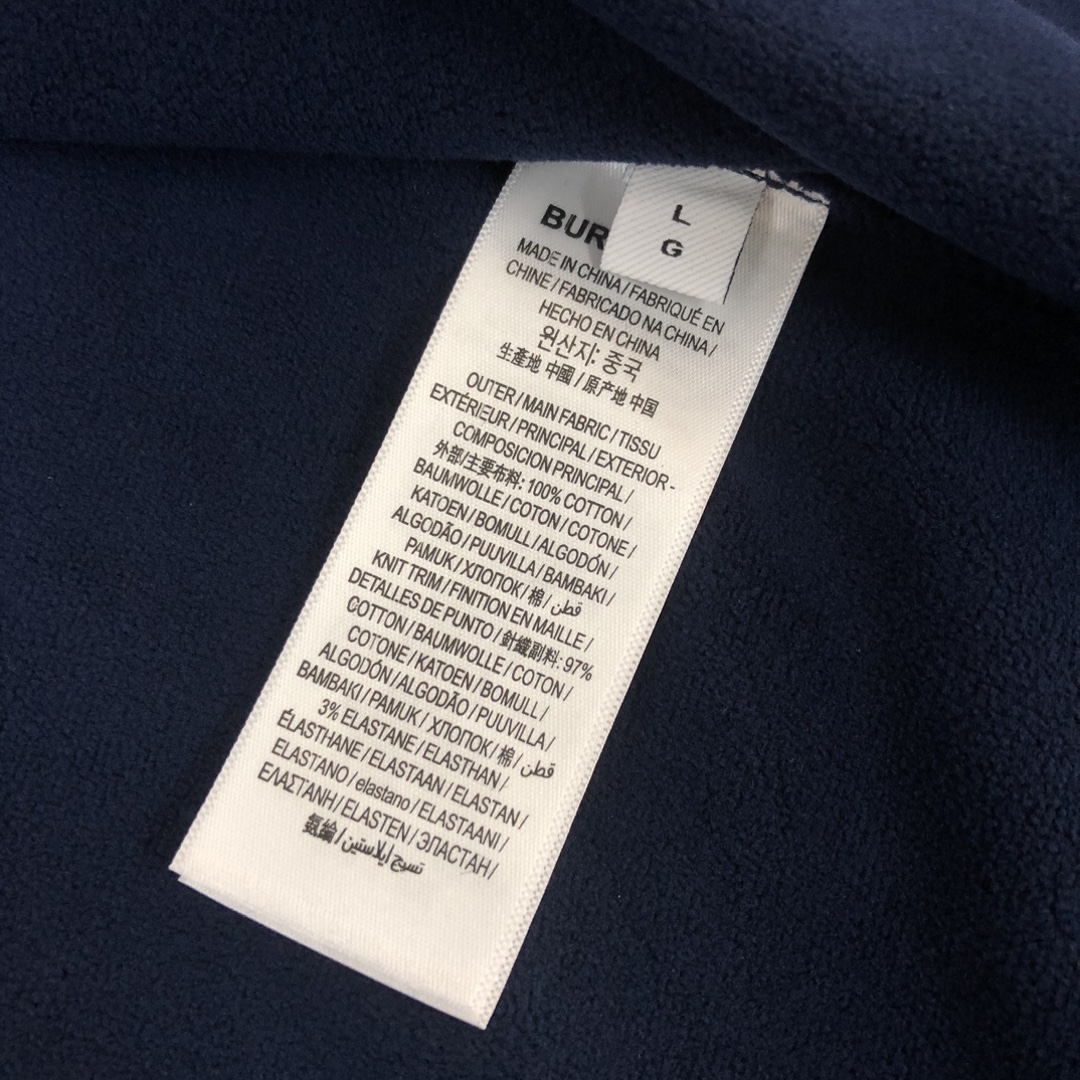 L
G
BUR
MADE IN CHINA / FABRIQUÉ EN
CHINE / FABRICADO NA CHINA /
HECHO EN CHINA
원산지: 중국
生產地 中國 / 原产地 中国
OUTER / MAIN FABRIC / TISSU
EXTÉRIEUR / PRINCIPAL / EXTERIOR -
COMPOSICION PRINCIPAL /
外部/主要布料: 100% COTTON /
BAUMWOLLE / COTON / COTONE /
KATOEN / BOMULL / ALGODÓN /
ALGODÃO / PUUVILLA / BAMBAKI /
PAMUK / ХЛОПОК / 棉 / قطن
KNIT TRIM / FINITION EN MAILLE /
DETALLES DE PUNTO / 針織副料: 97%
COTTON / BAUMWOLLE / COTON /
COTONE / KATOEN / BOMULL /
ALGODÓN / ALGODÃO / PUUVILLA /
BAMBAKI / PAMUK / ХЛОПОК / 棉 / قطن
3% ELASTANE / ELASTHAN /
ÉLASTHANE / ELASTAAN / ELASTAN /
ELASTANO / elastano / ELASTAANI /
ΕΛΑΣΤΑΝΗ / ELASTEN / ЭЛАСТАН /
氨綸 / نسيج إيلاستين